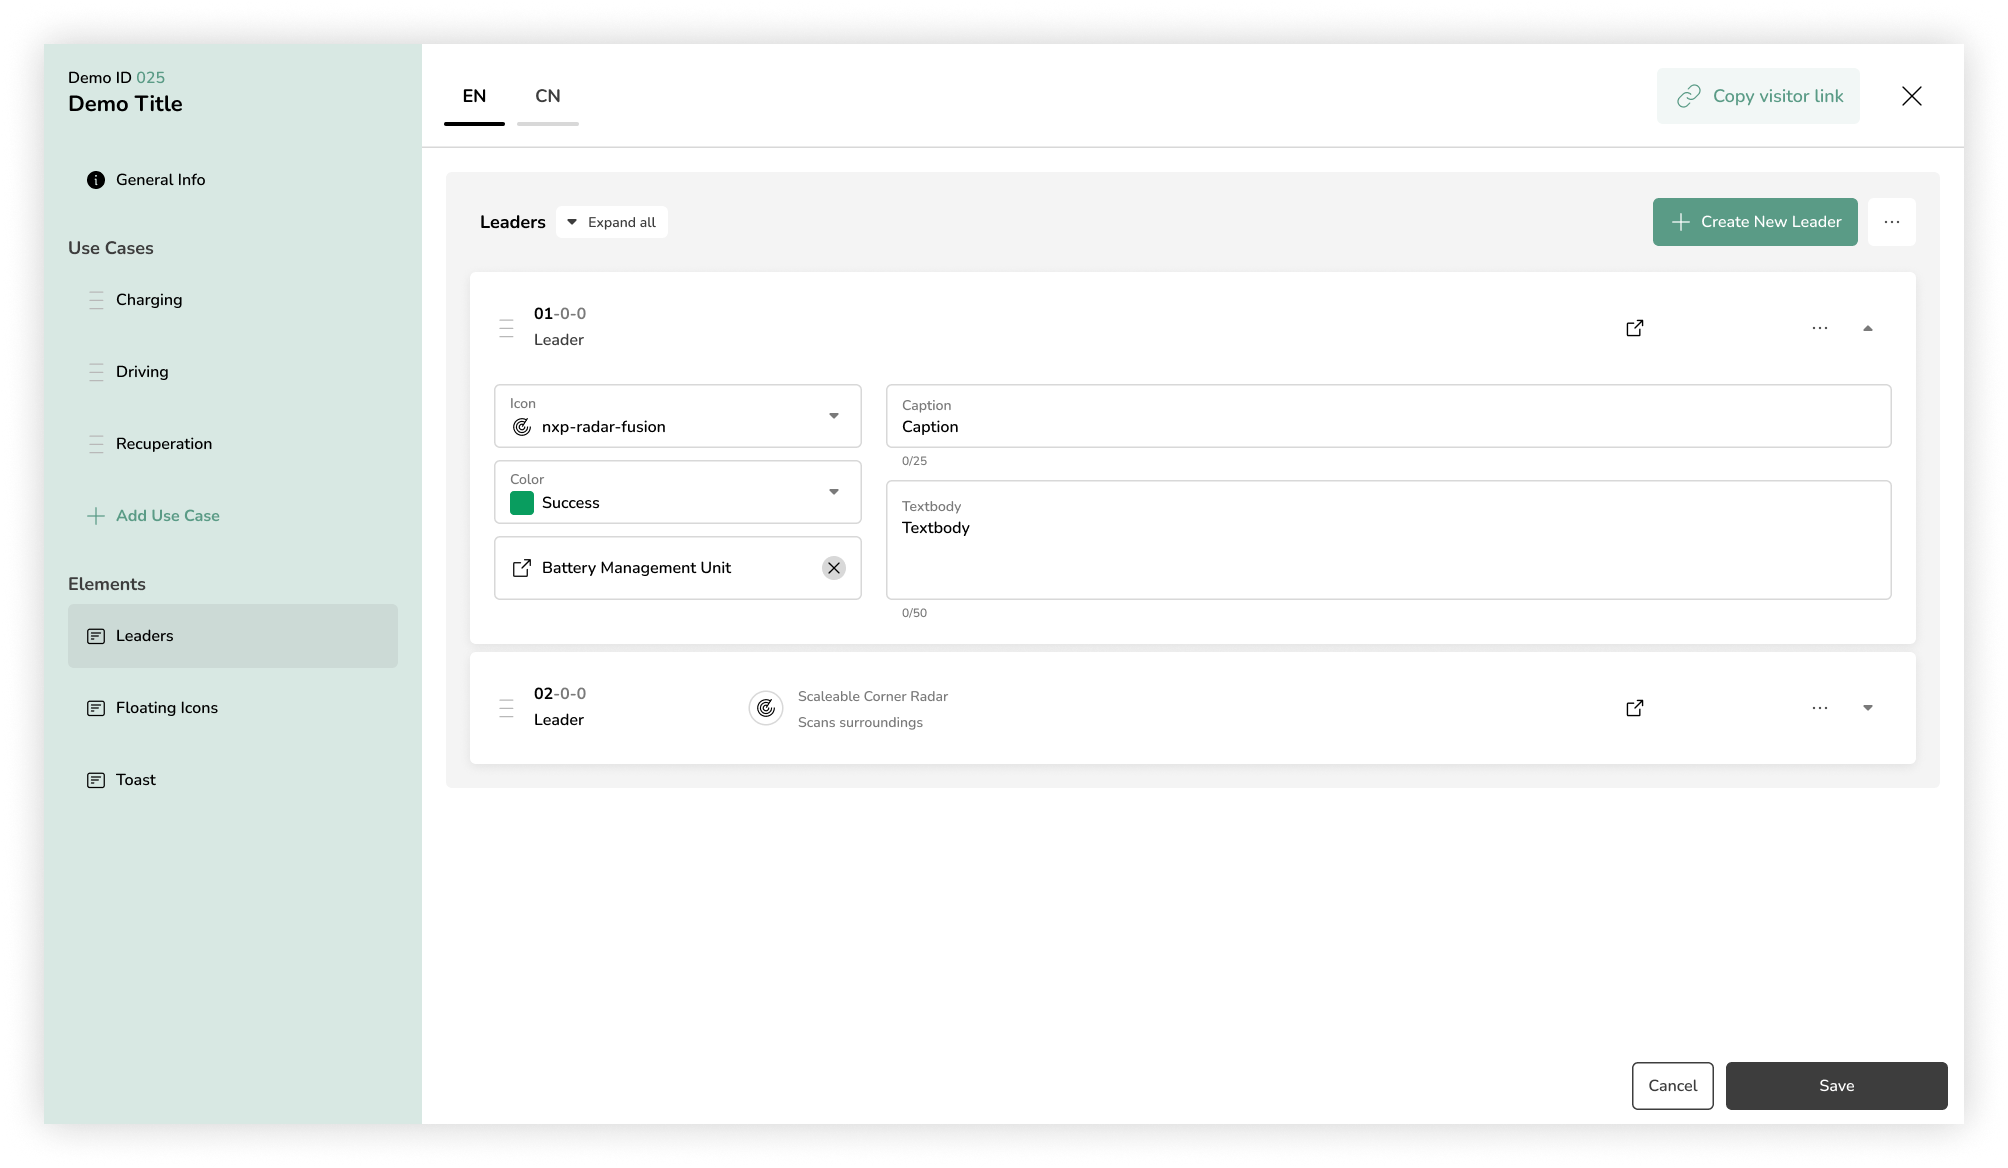 Demo ID 025
Demo Title
General Info
Use Cases
Charging
Driving
Recuperation
Add Use Case
Elements
Leaders
Floating Icons
Toast
EN
CN
Copy visitor link
Leaders
Expand all
Create New Leader
...
01-0-0
Leader
...
Icon
nxp-radar-fusion
Color
Success
Battery Management Unit
Caption
Caption
0/25
Textbody
Textbody
0/50
02-0-0
Leader
Scaleable Corner Radar
Scans surroundings
...
Cancel
Save